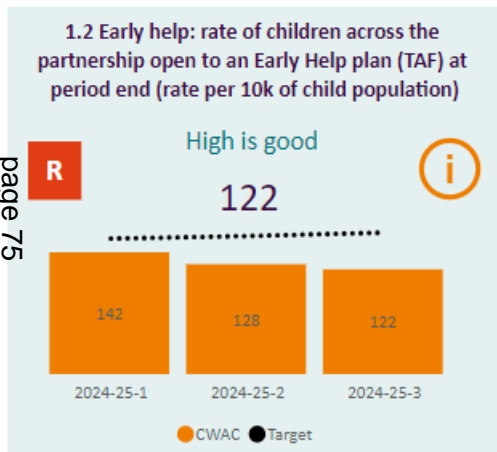 1.2 Early help: rate of children across the
partnership open to an Early Help plan (TAF) at
period end (rate per 10k of child population)
High is good
R
i
122
page 75
142
128
122
2024-25-1
2024-25-2
2024-25-3
CWAC
Target